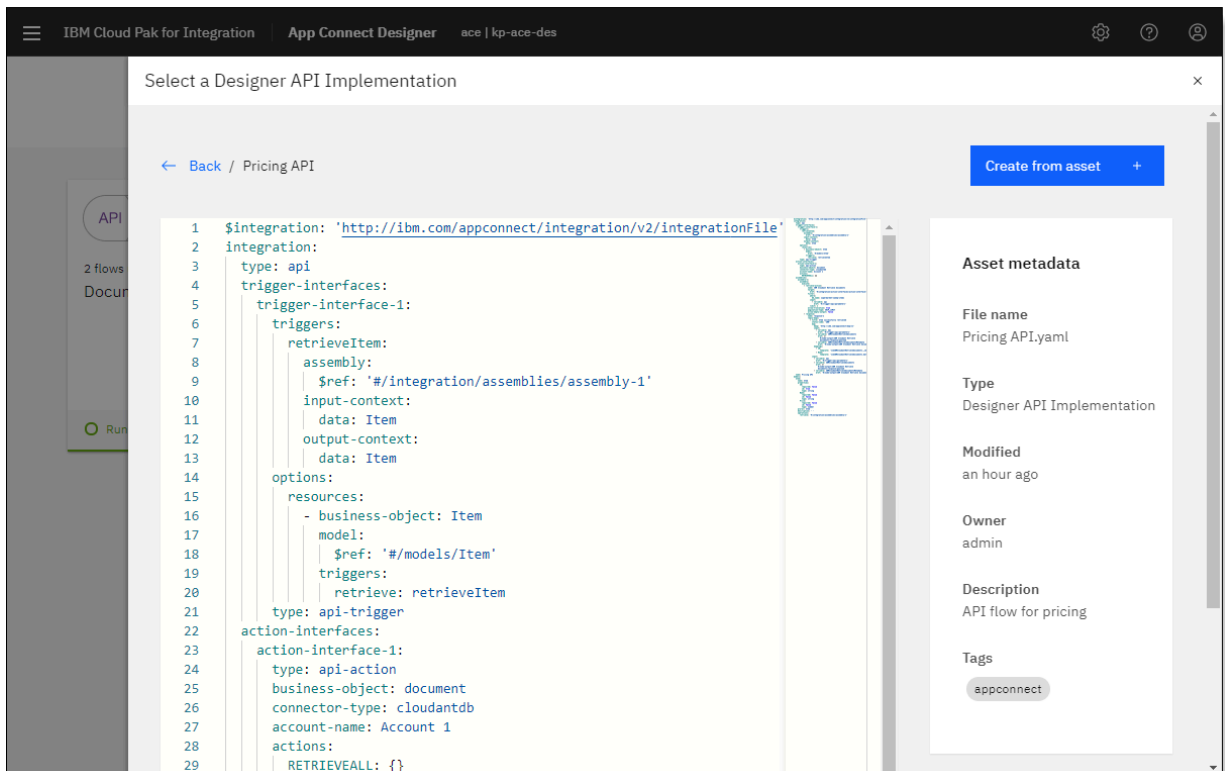 IBM Cloud Pak for Integration App Connect Designer ace | kp-ace-des
Select a Designer API Implementation
← Back / Pricing API
Create from asset +
API
2 flows
Docur
Run
1 $integration: 'http://ibm.com/appconnect/integration/v2/integrationFile'
2 integration:
3 type: api
4 trigger-interfaces:
5 trigger-interface-1:
6 triggers:
7 retrieveItem:
8 assembly:
9 $ref: '#/integration/assemblies/assembly-1'
10 input-context:
11 data: Item
12 output-context:
13 data: Item
14 options:
15 resources:
16 - business-object: Item
17 model:
18 $ref: '#/models/Item'
19 triggers:
20 retrieve: retrieveItem
21 type: api-trigger
22 action-interfaces:
23 action-interface-1:
24 type: api-action
25 business-object: document
26 connector-type: cloudantdb
27 account-name: Account 1
28 actions:
29 RETRIEVEALL: {}
Asset metadata
File name
Pricing API.yaml
Type
Designer API Implementation
Modified
an hour ago
Owner
admin
Description
API flow for pricing
Tags
appconnect